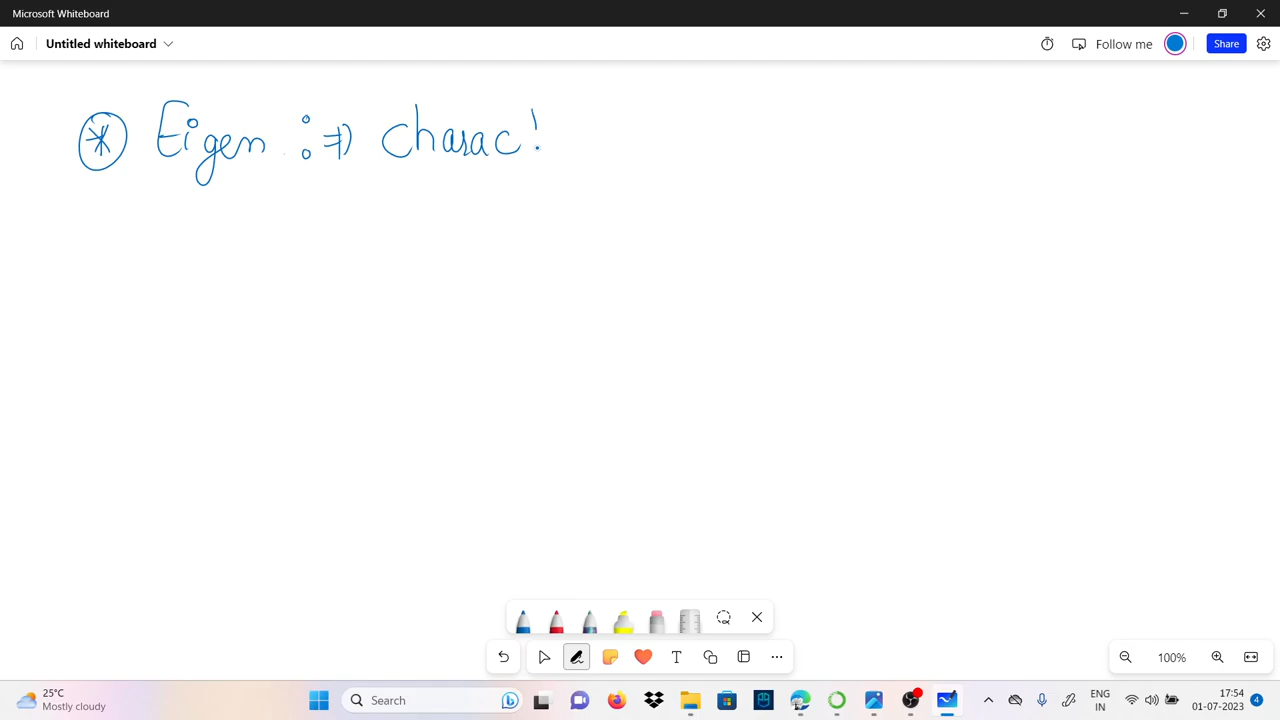 Microsoft Whiteboard
Untitled whiteboard
Follow me
Share
* Eigen :⇒ charac!
100%
25°C
Mostly cloudy
Search
ENG
IN
17:54
01-07-2023
4